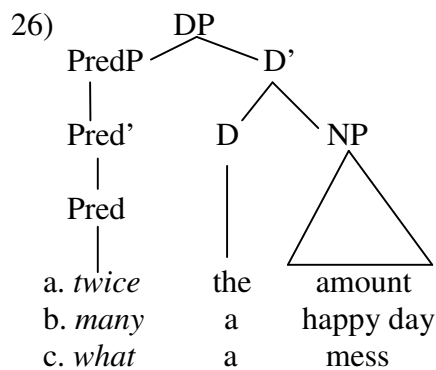 26) DP
PredP D’
Pred’ D NP
Pred
a. twice the amount
b. many a happy day
c. what a mess